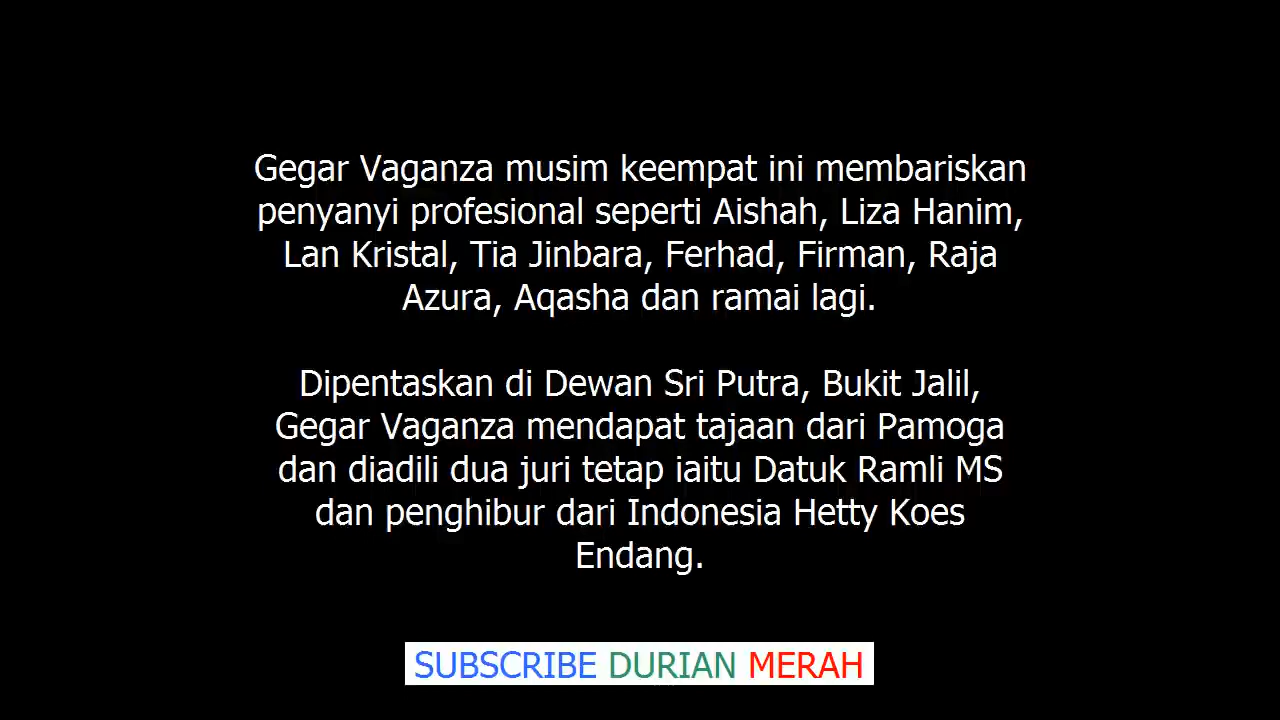 Gegar Vaganza musim keempat ini membariskan
penyanyi profesional seperti Aishah, Liza Hanim,
Lan Kristal, Tia Jinbara, Ferhad, Firman, Raja
Azura, Aqasha dan ramai lagi.
Dipentaskan di Dewan Sri Putra, Bukit Jalil,
Gegar Vaganza mendapat tajaan dari Pamoga
dan diadili dua juri tetap iaitu Datuk Ramli MS
dan penghibur dari Indonesia Hetty Koes
Endang.
SUBSCRIBE DURIAN MERAH